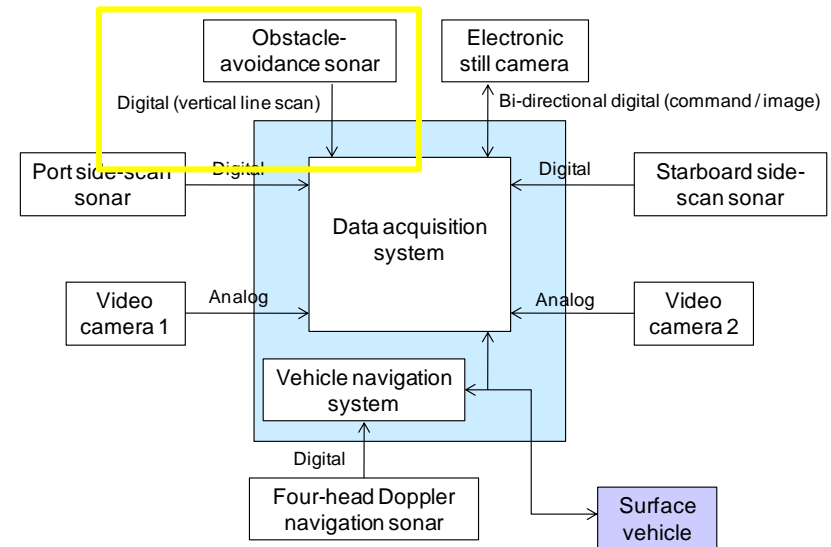 Obstacle-
avoidance sonar
Electronic
still camera
Digital (vertical line scan)
Bi-directional digital (command / image)
Port side-scan
sonar
Digital
Digital
Starboard side-
scan sonar
Data acquisition
system
Video
camera 1
Analog
Analog
Video
camera 2
Vehicle navigation
system
Digital
Four-head Doppler
navigation sonar
Surface
vehicle